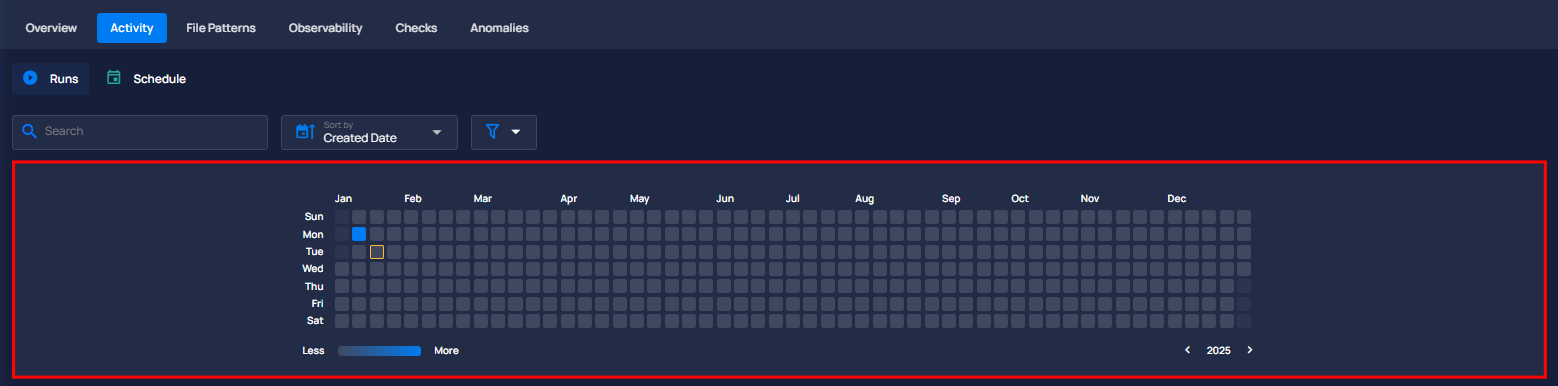 Overview Activity File Patterns Observability Checks Anomalies
Runs Schedule
Search
Sort by
Created Date
Jan Feb Mar Apr May Jun Jul Aug Sep Oct Nov Dec
Sun
Mon
Tue
Wed
Thu
Fri
Sat
Less More 2025